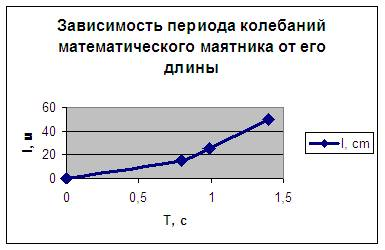 Зависимость периода колебаний
математического маятника от его
длины
60
40
20
0
l, м
0 0,5 1 1,5
T, с
l, cm